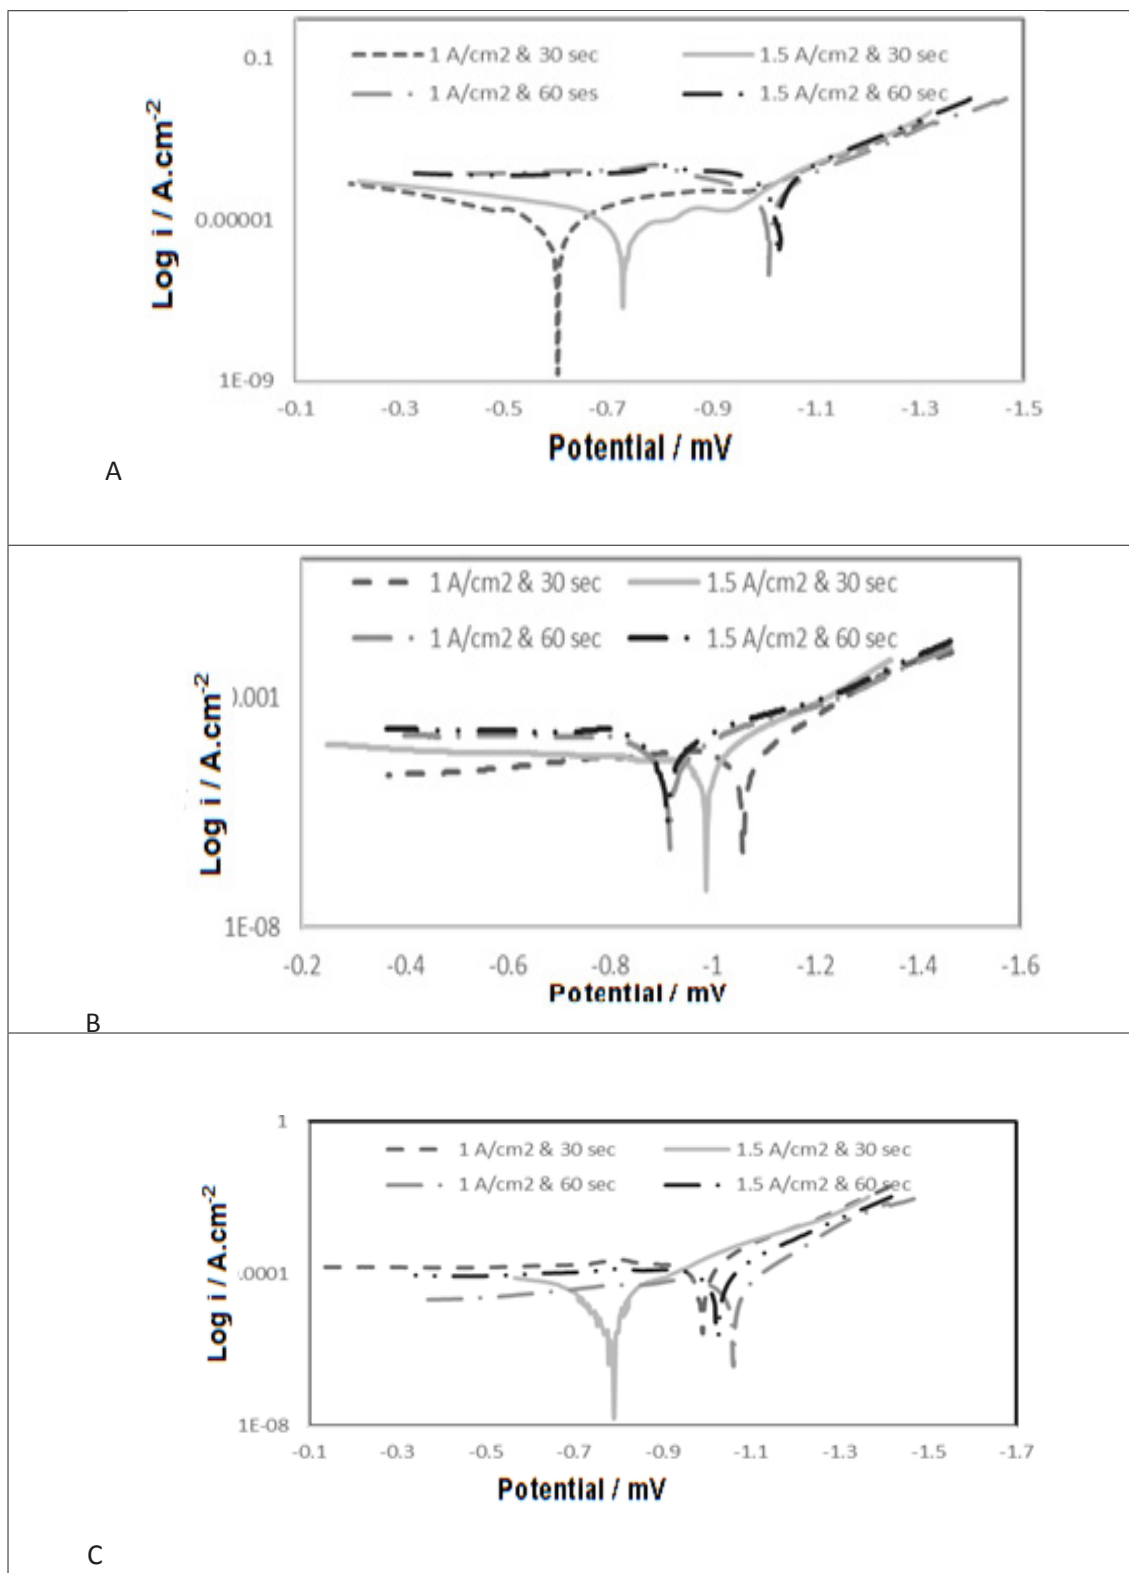 1 A/cm2 & 30 sec
1.5 A/cm2 & 30 sec
1 A/cm2 & 60 ses
1.5 A/cm2 & 60 sec
Log i / A.cm-2
0.1
0.00001
1E-09
-0.1 -0.3 -0.5 -0.7 -0.9 -1.1 -1.3 -1.5
Potential / mV
A
1 A/cm2 & 30 sec
1.5 A/cm2 & 30 sec
1 A/cm2 & 60 sec
1.5 A/cm2 & 60 sec
Log i / A.cm-2
0.001
1E-08
-0.2 -0.4 -0.6 -0.8 -1 -1.2 -1.4 -1.6
Potential / mV
B
1
1 A/cm2 & 30 sec
1.5 A/cm2 & 30 sec
1 A/cm2 & 60 sec
1.5 A/cm2 & 60 sec
Log i / A.cm-2
.0001
1E-08
-0.1 -0.3 -0.5 -0.7 -0.9 -1.1 -1.3 -1.5 -1.7
Potential / mV
C